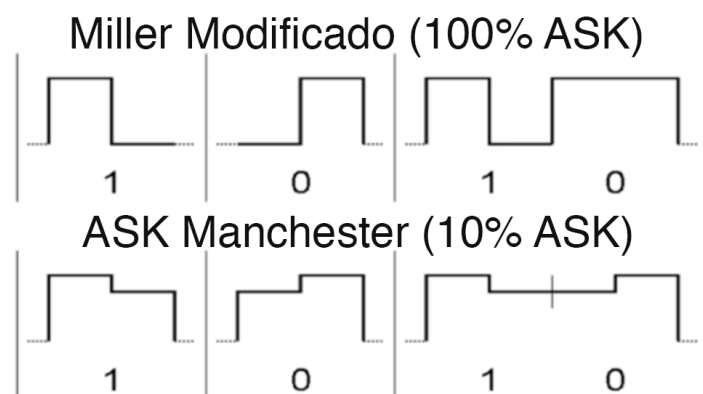 Miller Modificado (100% ASK)
1 0 1 0
ASK Manchester (10% ASK)
1 0 1 0